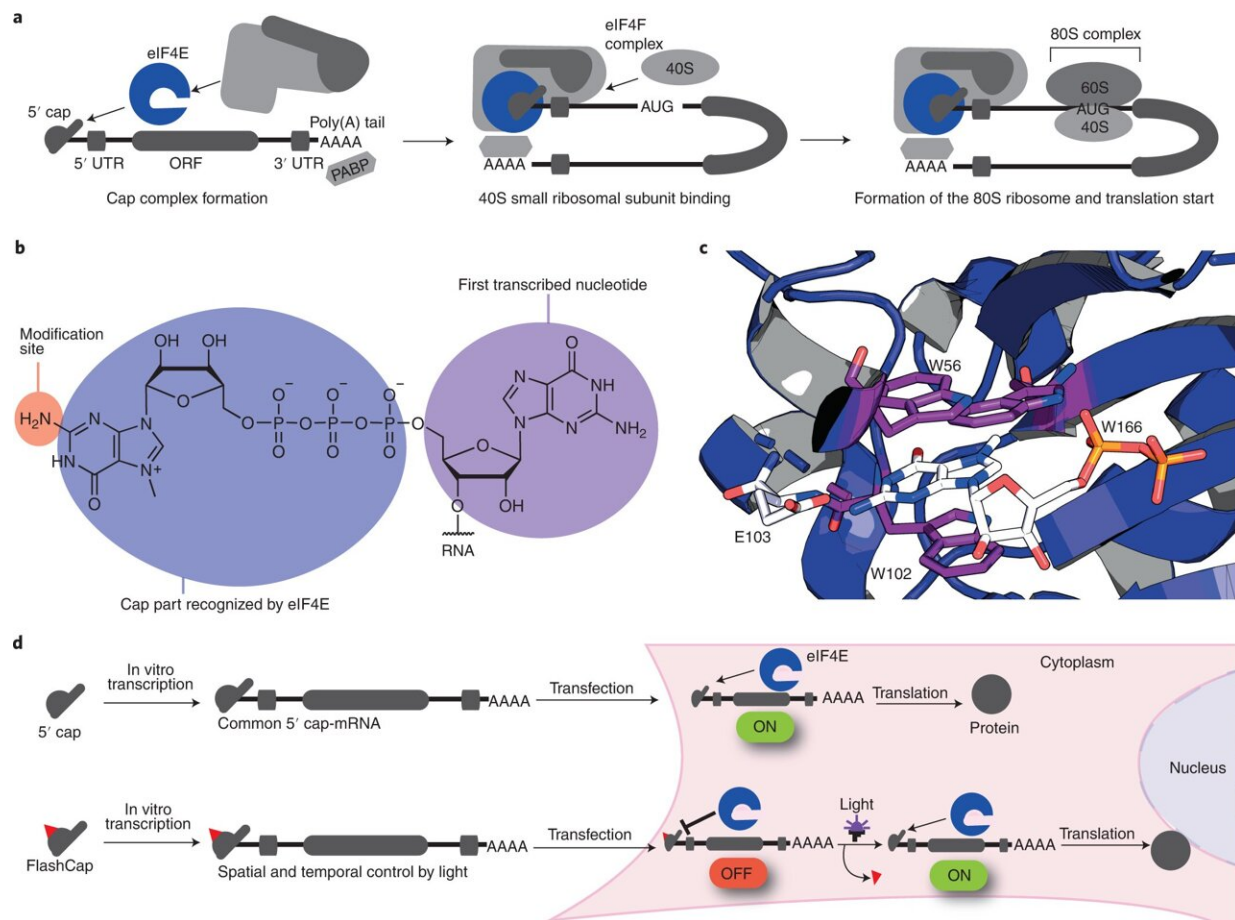 a
eIF4E
5′ cap
Poly(A) tail
AAAA
5′ UTR
ORF
3′ UTR
PABP
Cap complex formation
eIF4F
complex
40S
AUG
AAAA
40S small ribosomal subunit binding
80S complex
60S
AUG
40S
AAAA
Formation of the 80S ribosome and translation start
b
First transcribed nucleotide
Modification
site
OH
OH
H₂N
N
N
HN
N
N⁺
O
O
O
O⁻
P
O
O
O⁻
P
O
O
O⁻
P
O
O
O
N
NH
N
N
NH₂
O
O
OH
RNA
Cap part recognized by eIF4E
c
W56
W166
E103
W102
d
5′ cap
In vitro
transcription
Common 5′ cap-mRNA
AAAA
Transfection
eIF4E
AAAA
ON
Translation
Protein
Cytoplasm
Nucleus
FlashCap
In vitro
transcription
Spatial and temporal control by light
AAAA
Transfection
AAAA
OFF
Light
AAAA
ON
Translation